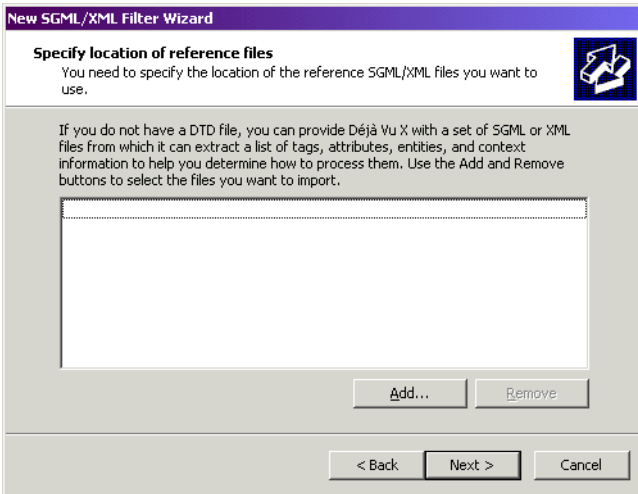 New SGML/XML Filter Wizard
Specify location of reference files
You need to specify the location of the reference SGML/XML files you want to
use.
If you do not have a DTD file, you can provide Déjà Vu X with a set of SGML or XML
files from which it can extract a list of tags, attributes, entities, and context
information to help you determine how to process them. Use the Add and Remove
buttons to select the files you want to import.
Add...
Remove
< Back
Next >
Cancel